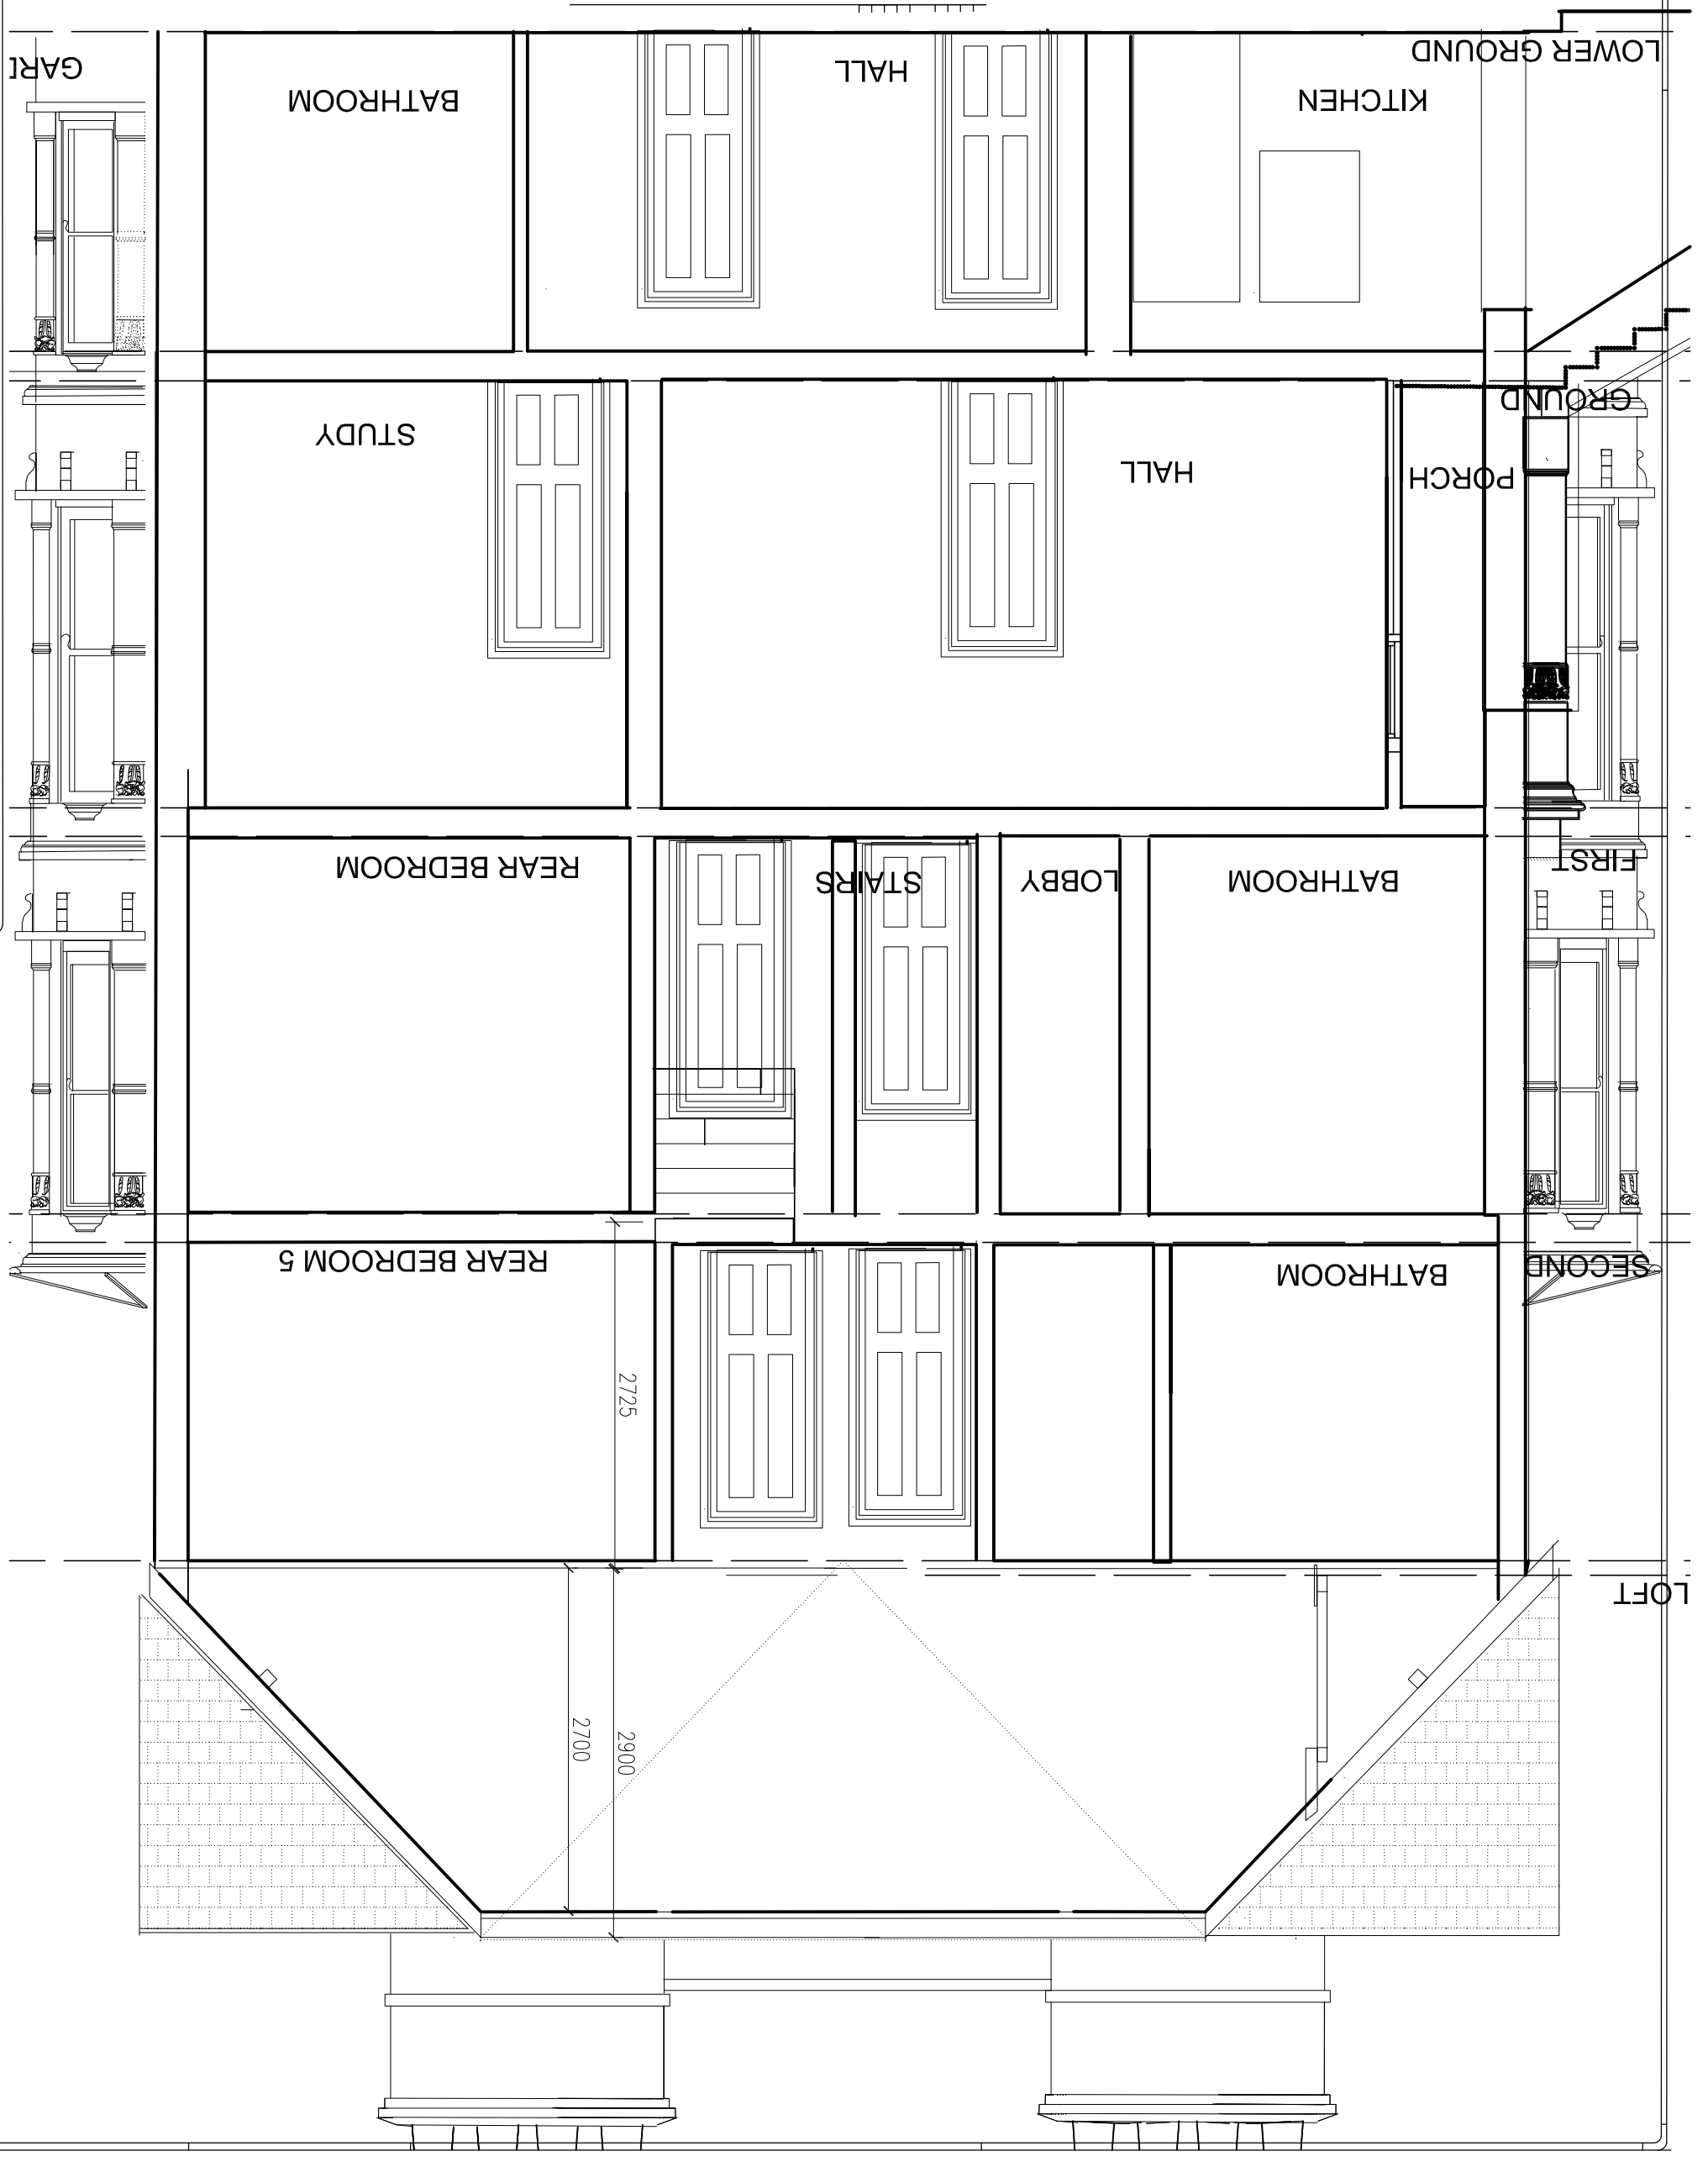 LOWER GROUND
GARD
HALL
BATHROOM
KITCHEN
GROUND
STUDY
HALL
PORCH
FIRST
REAR BEDROOM
STAIRS
LOBBY
BATHROOM
SECOND
REAR BEDROOM 5
BATHROOM
2725
LOFT
2700
2900